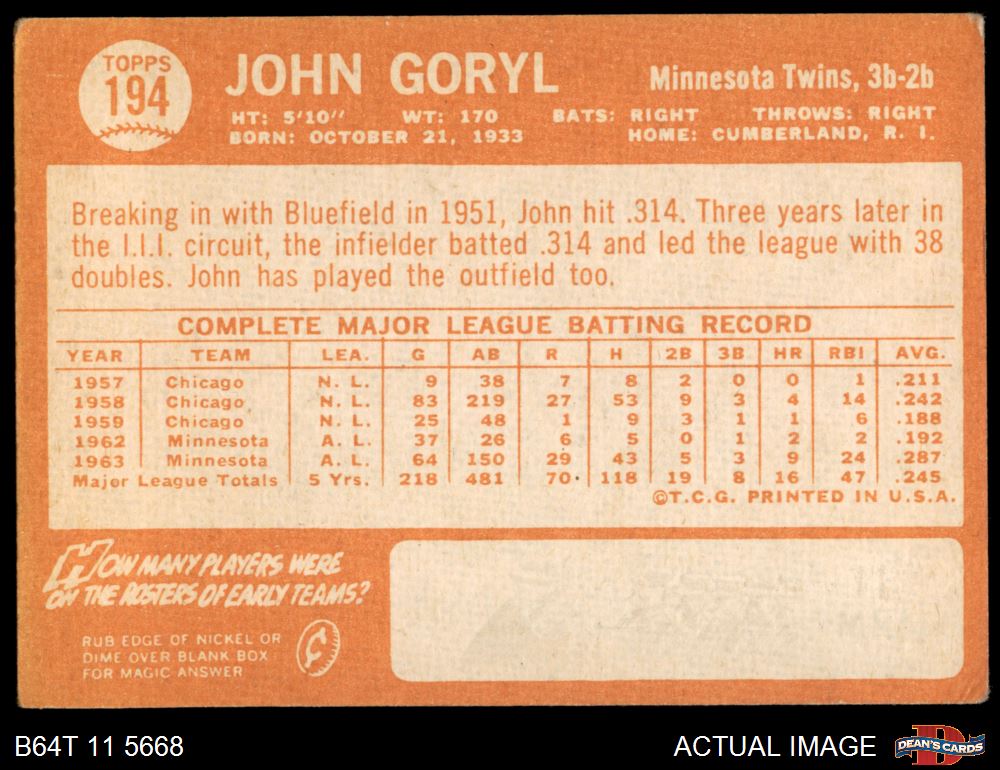 TOPPS
194
JOHN GORYL
Minnesota Twins, 3b-2b
HT: 5'10" WT: 170 BATS: RIGHT THROWS: RIGHT
BORN: OCTOBER 21, 1933 HOME: CUMBERLAND, R. I.
Breaking in with Bluefield in 1951, John hit .314. Three years later in
the I.I.I. circuit, the infielder batted .314 and led the league with 38
doubles. John has played the outfield too.
COMPLETE MAJOR LEAGUE BATTING RECORD
YEAR TEAM LEA. G AB R H 2B 3B HR RBI AVG.
1957 Chicago N. L. 9 38 7 8 2 0 0 1 .211
1958 Chicago N. L. 83 219 27 53 9 3 4 14 .242
1959 Chicago N. L. 25 48 1 9 3 1 1 6 .188
1962 Minnesota A. L. 37 26 6 5 0 1 2 2 .192
1963 Minnesota A. L. 64 150 29 43 5 3 9 24 .287
Major League Totals 5 Yrs. 218 481 70 118 19 8 16 47 .245
©T.C.G. PRINTED IN U.S.A.
HOW MANY PLAYERS WERE
ON THE ROSTERS OF EARLY TEAMS?
RUB EDGE OF NICKEL OR
DIME OVER BLANK BOX
FOR MAGIC ANSWER
B64T 11 5668
ACTUAL IMAGE
DEAN'S CARDS